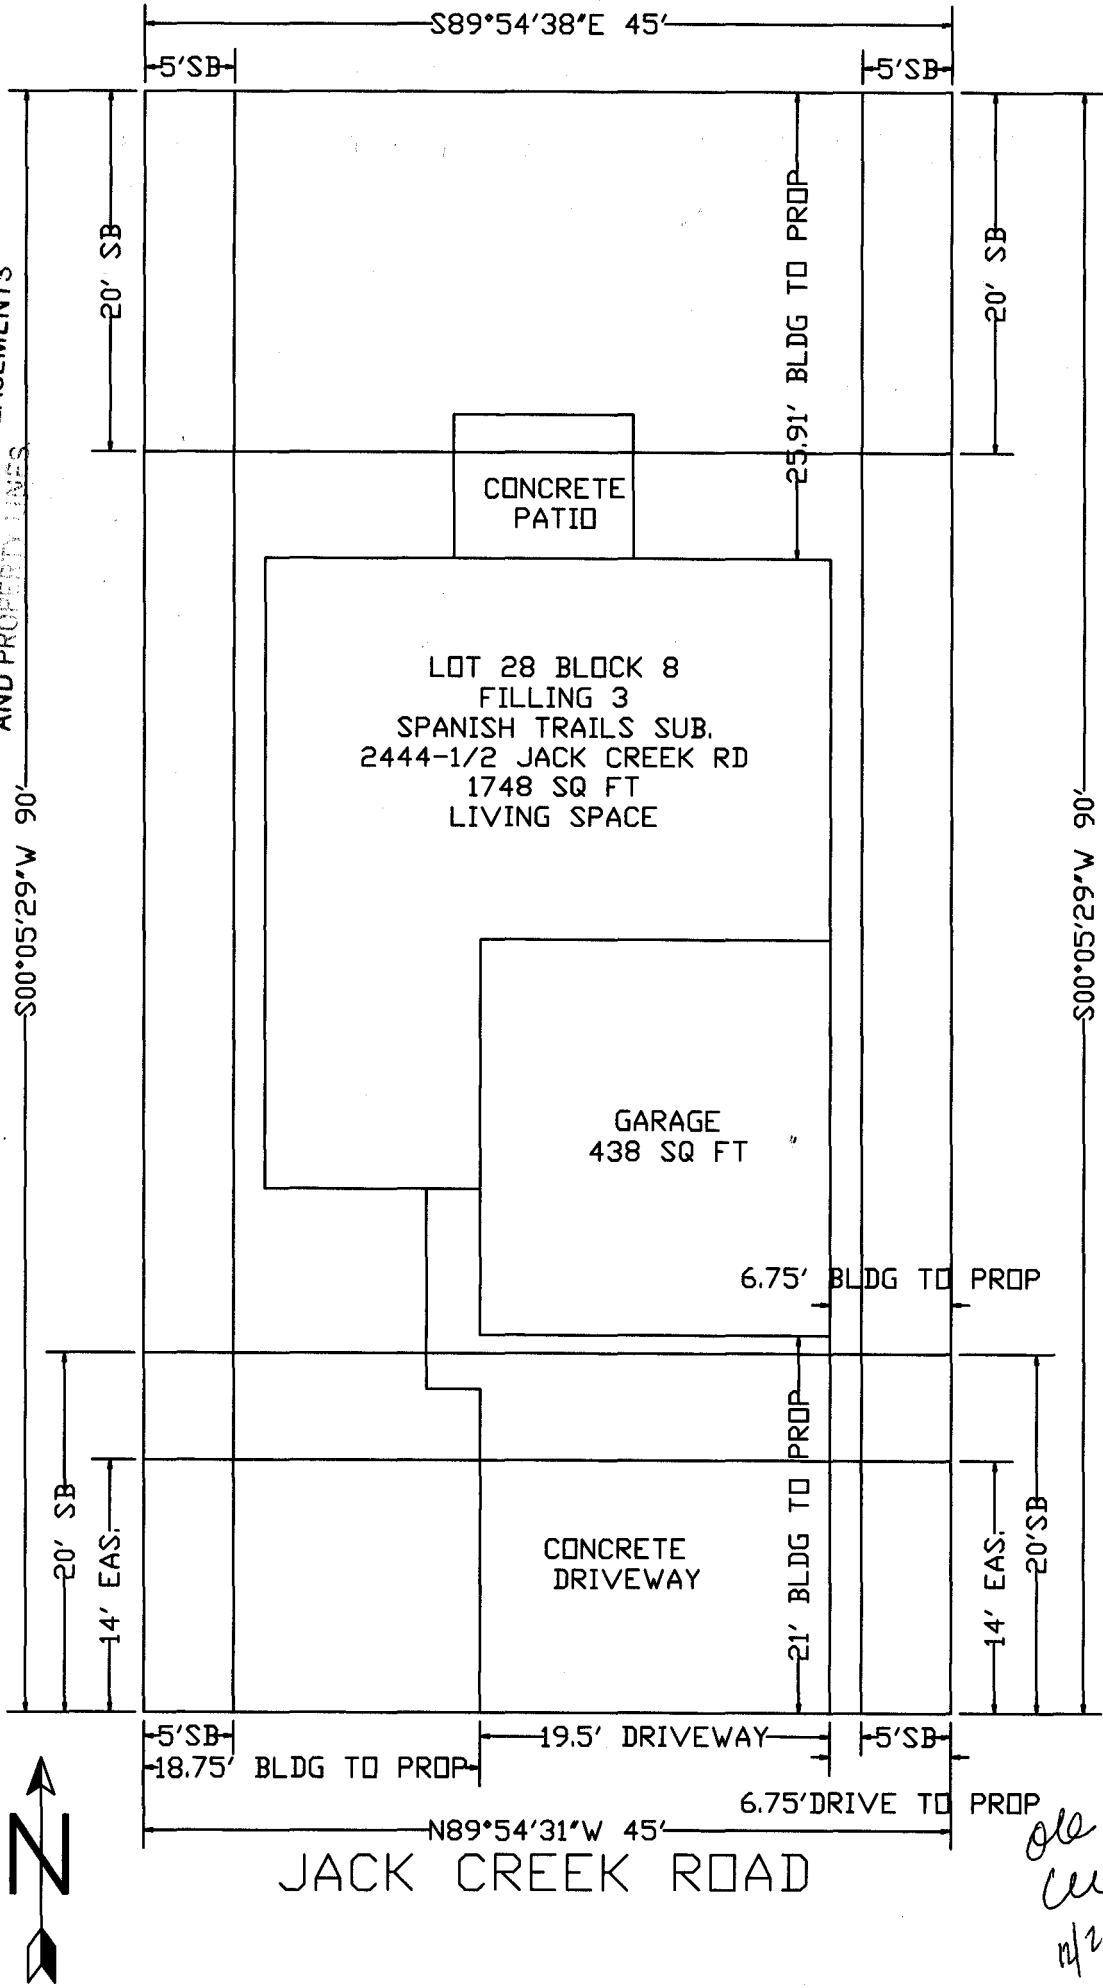 S89°54'38"E 45'
5'SB
5'SB
20' SB
25.91' BLDG TO PROP
20' SB
AND PROPERTY LINES.
S00°05'29"W 90'
S00°05'29"W 90'
CONCRETE
PATIO
LOT 28 BLOCK 8
FILLING 3
SPANISH TRAILS SUB.
2444-1/2 JACK CREEK RD
1748 SQ FT
LIVING SPACE
GARAGE
438 SQ FT
6.75' BLDG TO PROP
20' SB
14' EAS.
CONCRETE
DRIVEWAY
21' BLDG TO PROP
14' EAS.
20'SB
5'SB
19.5' DRIVEWAY
5'SB
18.75' BLDG TO PROP
6.75'DRIVE TO PROP
N89°54'31"W 45'
JACK CREEK ROAD
N